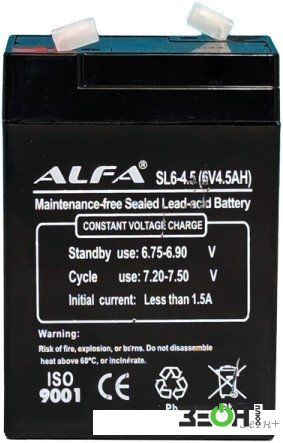 ALFA®
SL6-4.5 (6V4.5AH)
Maintenance-free Sealed Lead-acid Battery
CONSTANT VOLTAGE CHARGE
Standby use: 6.75-6.90 V
Cycle use: 7.20-7.50 V
Initial current: Less than 1.5A
Warning:
Risk of fire, explosion, or burns. Do not disassemble
heat above 60°C, or incinerate.
ISO
9001
CE
Pb
Pb